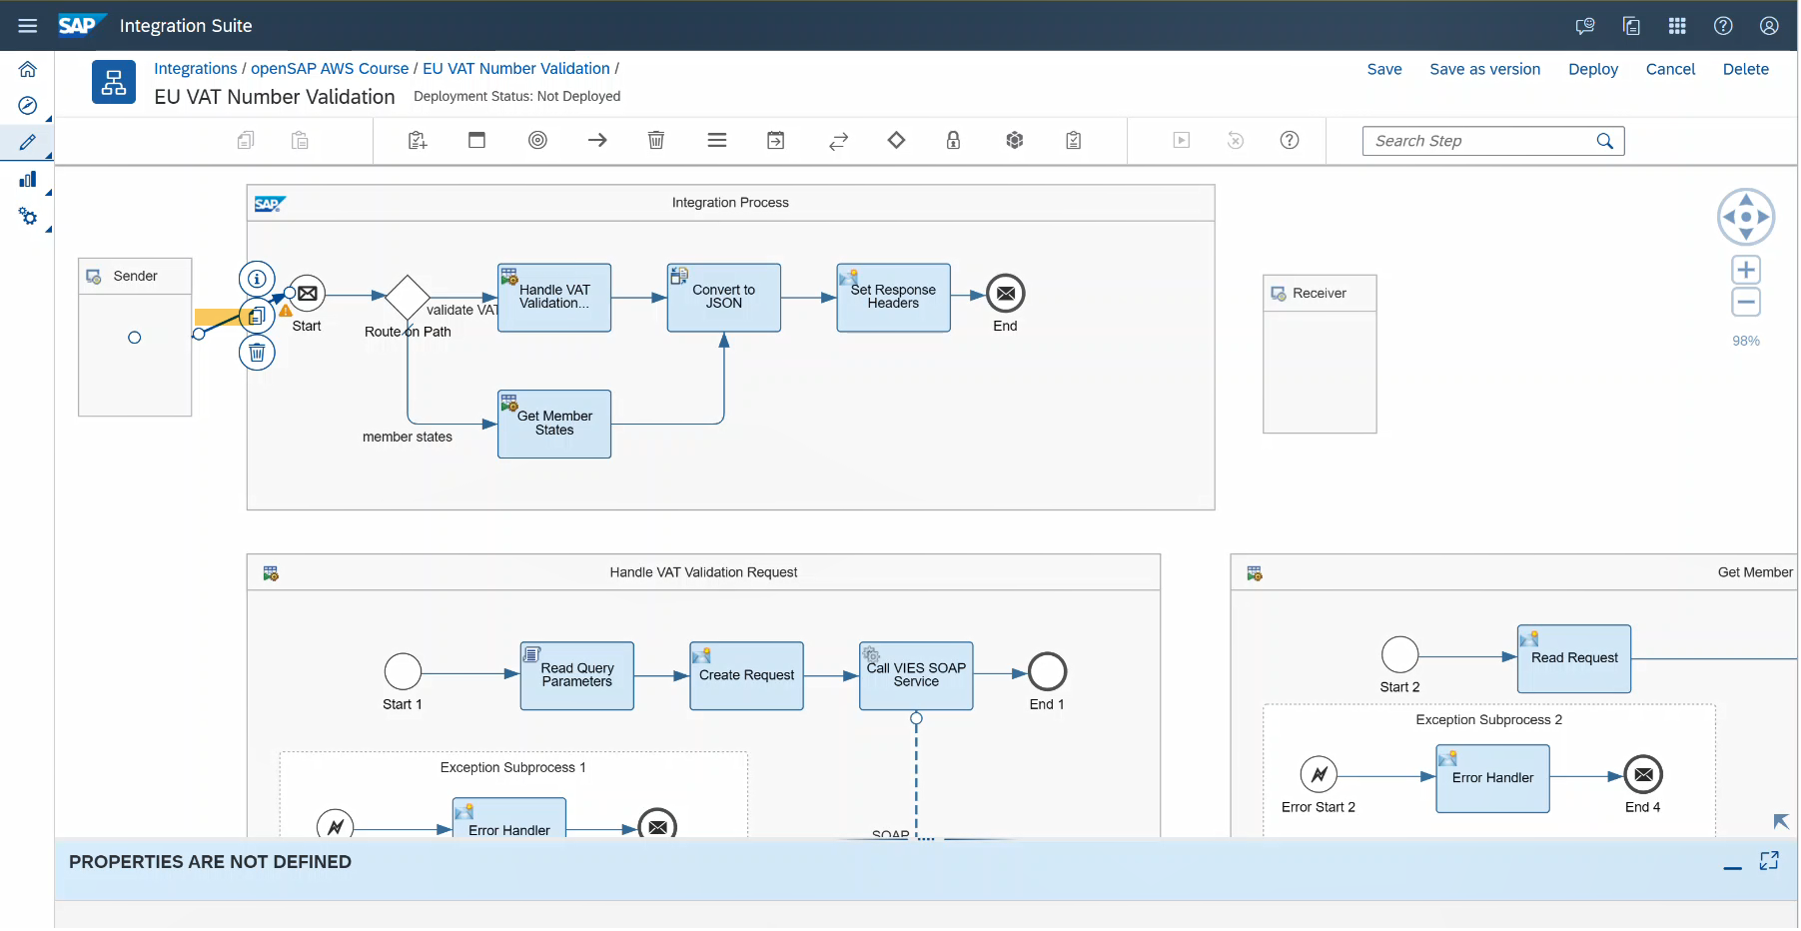 SAP Integration Suite
Integrations / openSAP AWS Course / EU VAT Number Validation /
EU VAT Number Validation
Deployment Status: Not Deployed
Save
Save as version
Deploy
Cancel
Delete
Search Step
SAP
Integration Process
Sender
Start
Route on Path
validate VAT
member states
Handle VAT
Validation...
Convert to
JSON
Set Response
Headers
End
Get Member
States
Receiver
98%
Handle VAT Validation Request
Start 1
Read Query
Parameters
Create Request
Call VIES SOAP
Service
End 1
SOAP
Exception Subprocess 1
Error Handler
Get Member
Start 2
Read Request
Exception Subprocess 2
Error Start 2
Error Handler
End 4
PROPERTIES ARE NOT DEFINED